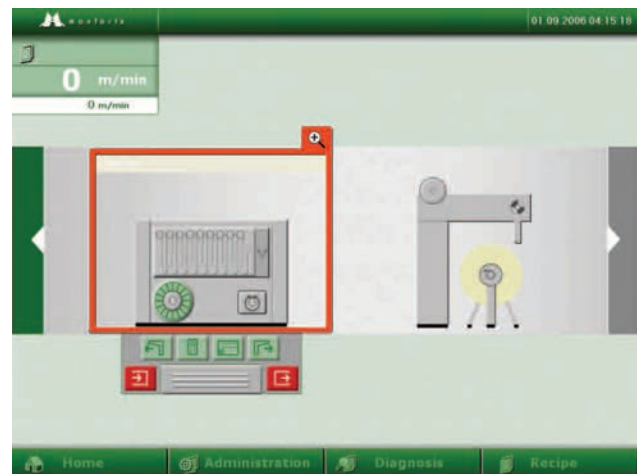 monforts
01.09.2006 04:15:18
0 m/min
0 m/min
Home
Administration
Diagnosis
Recipe